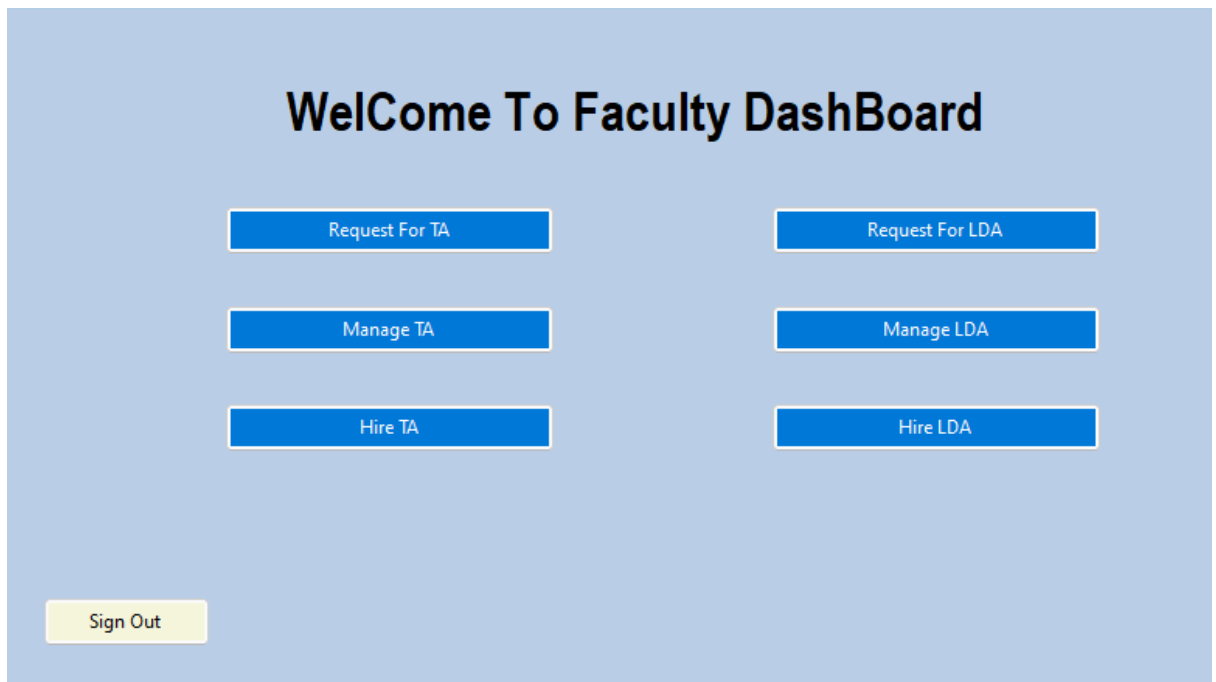 WelCome To Faculty DashBoard
Request For TA
Request For LDA
Manage TA
Manage LDA
Hire TA
Hire LDA
Sign Out